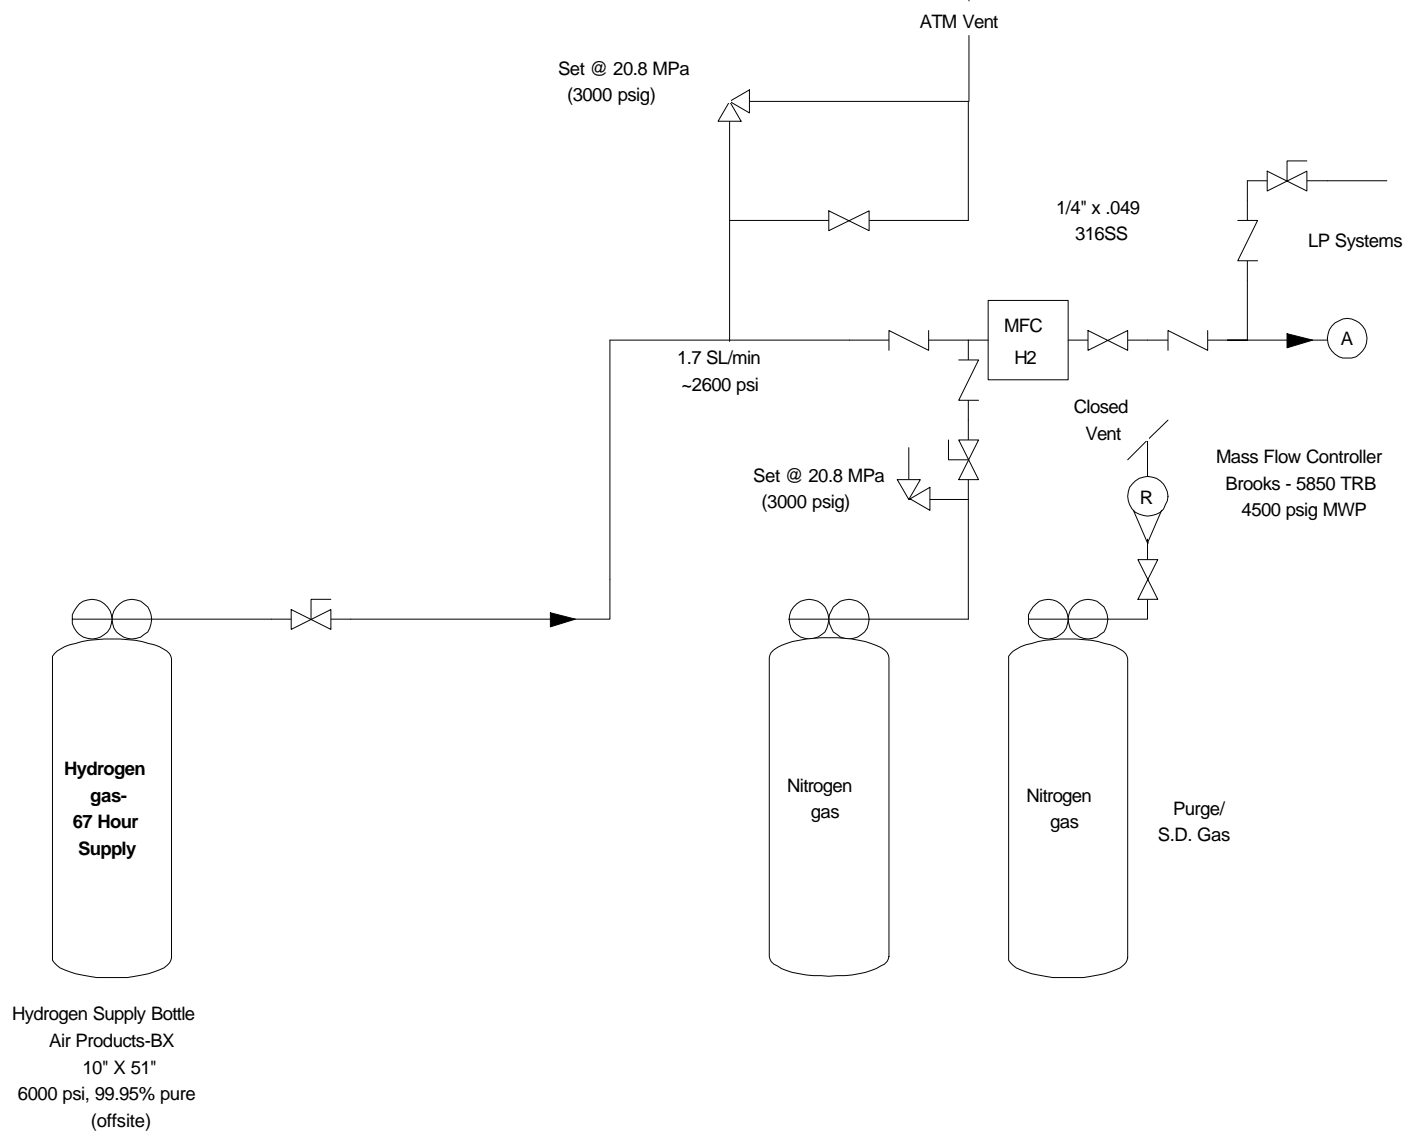 ATM Vent
Set @ 20.8 MPa
(3000 psig)
1/4" x .049
316SS
LP Systems
MFC
H2
A
1.7 SL/min
~2600 psi
Closed
Vent
Set @ 20.8 MPa
(3000 psig)
R
Mass Flow Controller
Brooks - 5850 TRB
4500 psig MWP
Hydrogen
gas-
67 Hour
Supply
Nitrogen
gas
Nitrogen
gas
Purge/
S.D. Gas
Hydrogen Supply Bottle
Air Products-BX
10" X 51"
6000 psi, 99.95% pure
(offsite)